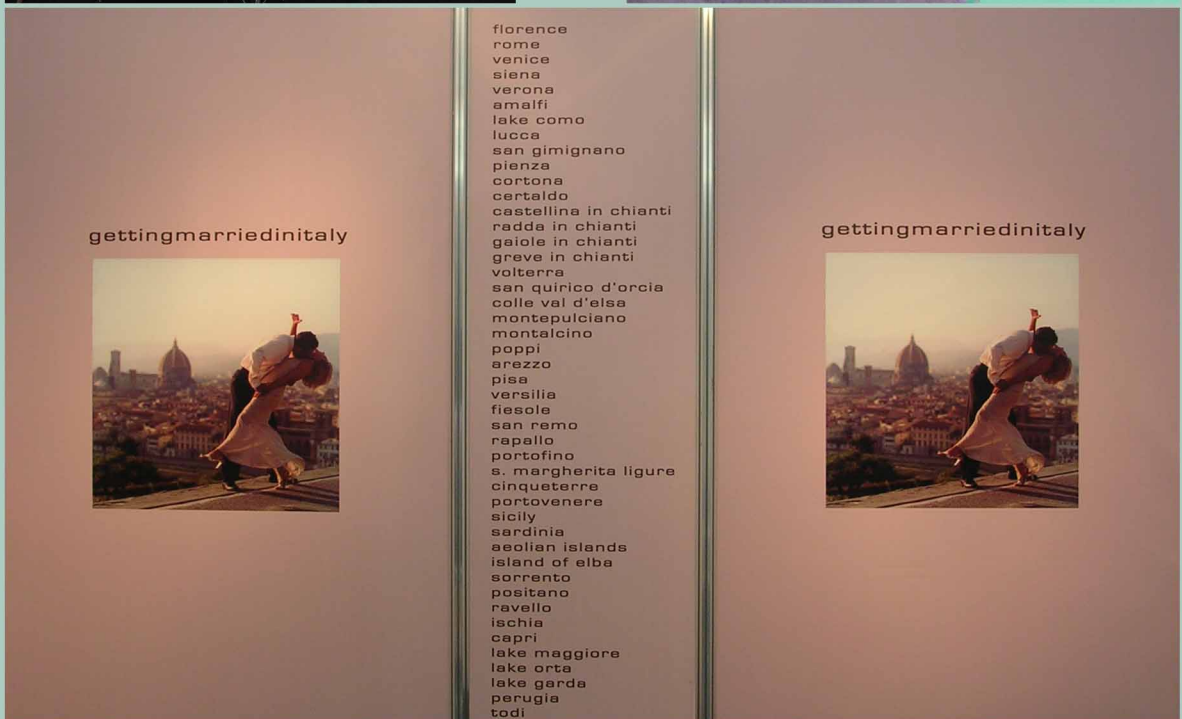 gettingmarriedinitaly
florence
rome
venice
siena
verona
amalfi
lake como
lucca
san gimignano
pienza
cortona
certaldo
castellina in chianti
radda in chianti
gaiole in chianti
greve in chianti
volterra
san quirico d'orcia
colle val d'elsa
montepulciano
montalcino
poppi
arezzo
pisa
versilia
fiesole
san remo
rapallo
portofino
s. margherita ligure
cinqueterre
portovenere
sicily
sardinia
aeolian islands
island of elba
sorrento
positano
ravello
ischia
capri
lake maggiore
lake orta
lake garda
perugia
todi
gettingmarriedinitaly